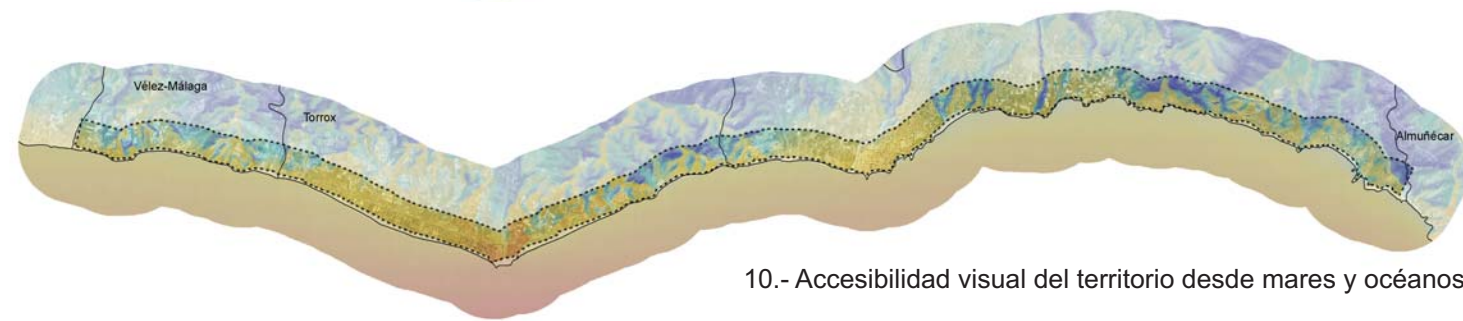 Vélez-Málaga
Torrox
Almuñécar
10.- Accesibilidad visual del territorio desde mares y océanos